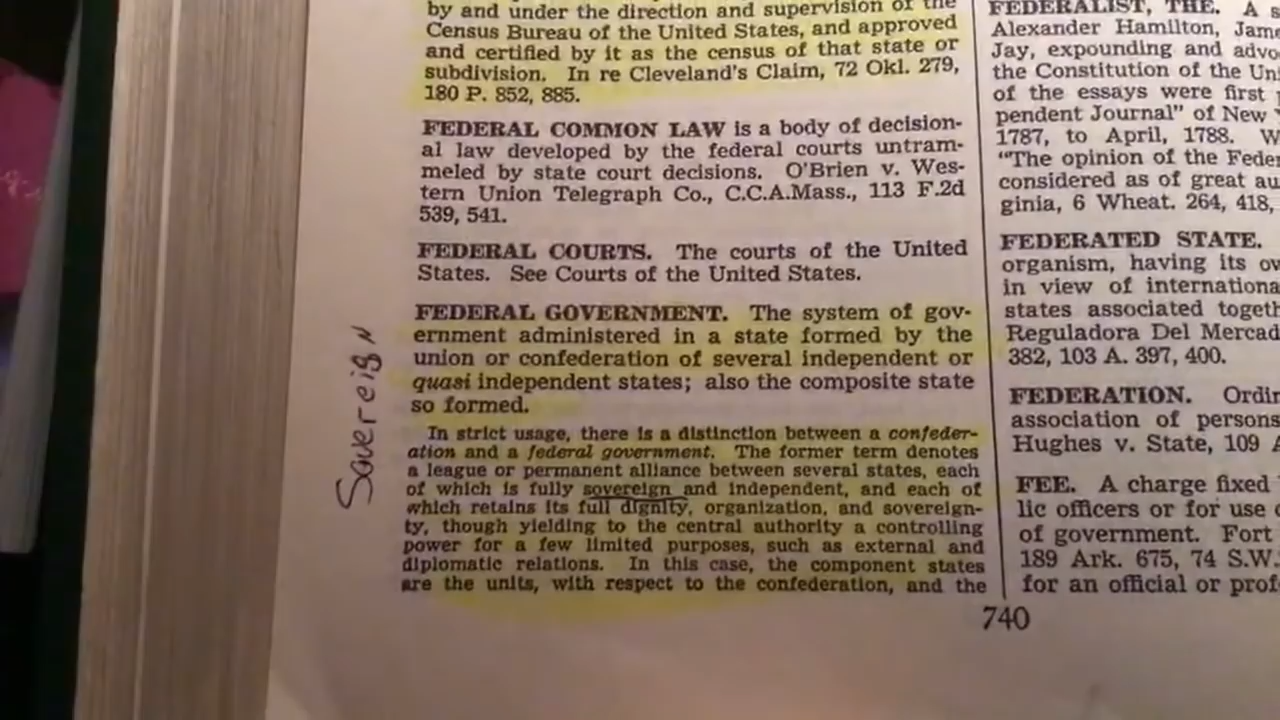 by and under the direction and supervision of the
Census Bureau of the United States, and approved
and certified by it as the census of that state or
subdivision. In re Cleveland's Claim, 72 Okl. 279,
180 P. 852, 885.
FEDERAL COMMON LAW is a body of decision-
al law developed by the federal courts untram-
meled by state court decisions. O'Brien v. Wes-
tern Union Telegraph Co., C.C.A.Mass., 113 F.2d
539, 541.
FEDERAL COURTS. The courts of the United
States. See Courts of the United States.
FEDERAL GOVERNMENT. The system of gov-
ernment administered in a state formed by the
union or confederation of several independent or
quasi independent states; also the composite state
so formed.
In strict usage, there is a distinction between a confeder-
ation and a federal government. The former term denotes
a league or permanent alliance between several states, each
of which is fully sovereign and independent, and each of
which retains its full dignity, organization, and sovereign-
ty, though yielding to the central authority a controlling
power for a few limited purposes, such as external and
diplomatic relations. In this case, the component states
are the units, with respect to the confederation, and the
Sovereign
FEDERALIST, THE. A
Alexander Hamilton,
Jay, expounding and
the Constitution of the
of the essays were first
pendent Journal" of New
1787, to April, 1788.
"The opinion of the
considered as of great
ginia, 6 Wheat. 264, 418,
FEDERATED STATE.
organism, having its
in view of
states associated
Reguladora Del
382, 103 A. 397, 400.
FEDERATION.
association of persons
Hughes v. State, 109
FEE. A charge fixed
lic officers or for use
of government. Fort
189 Ark. 675, 74 S.W.
for an official or
740